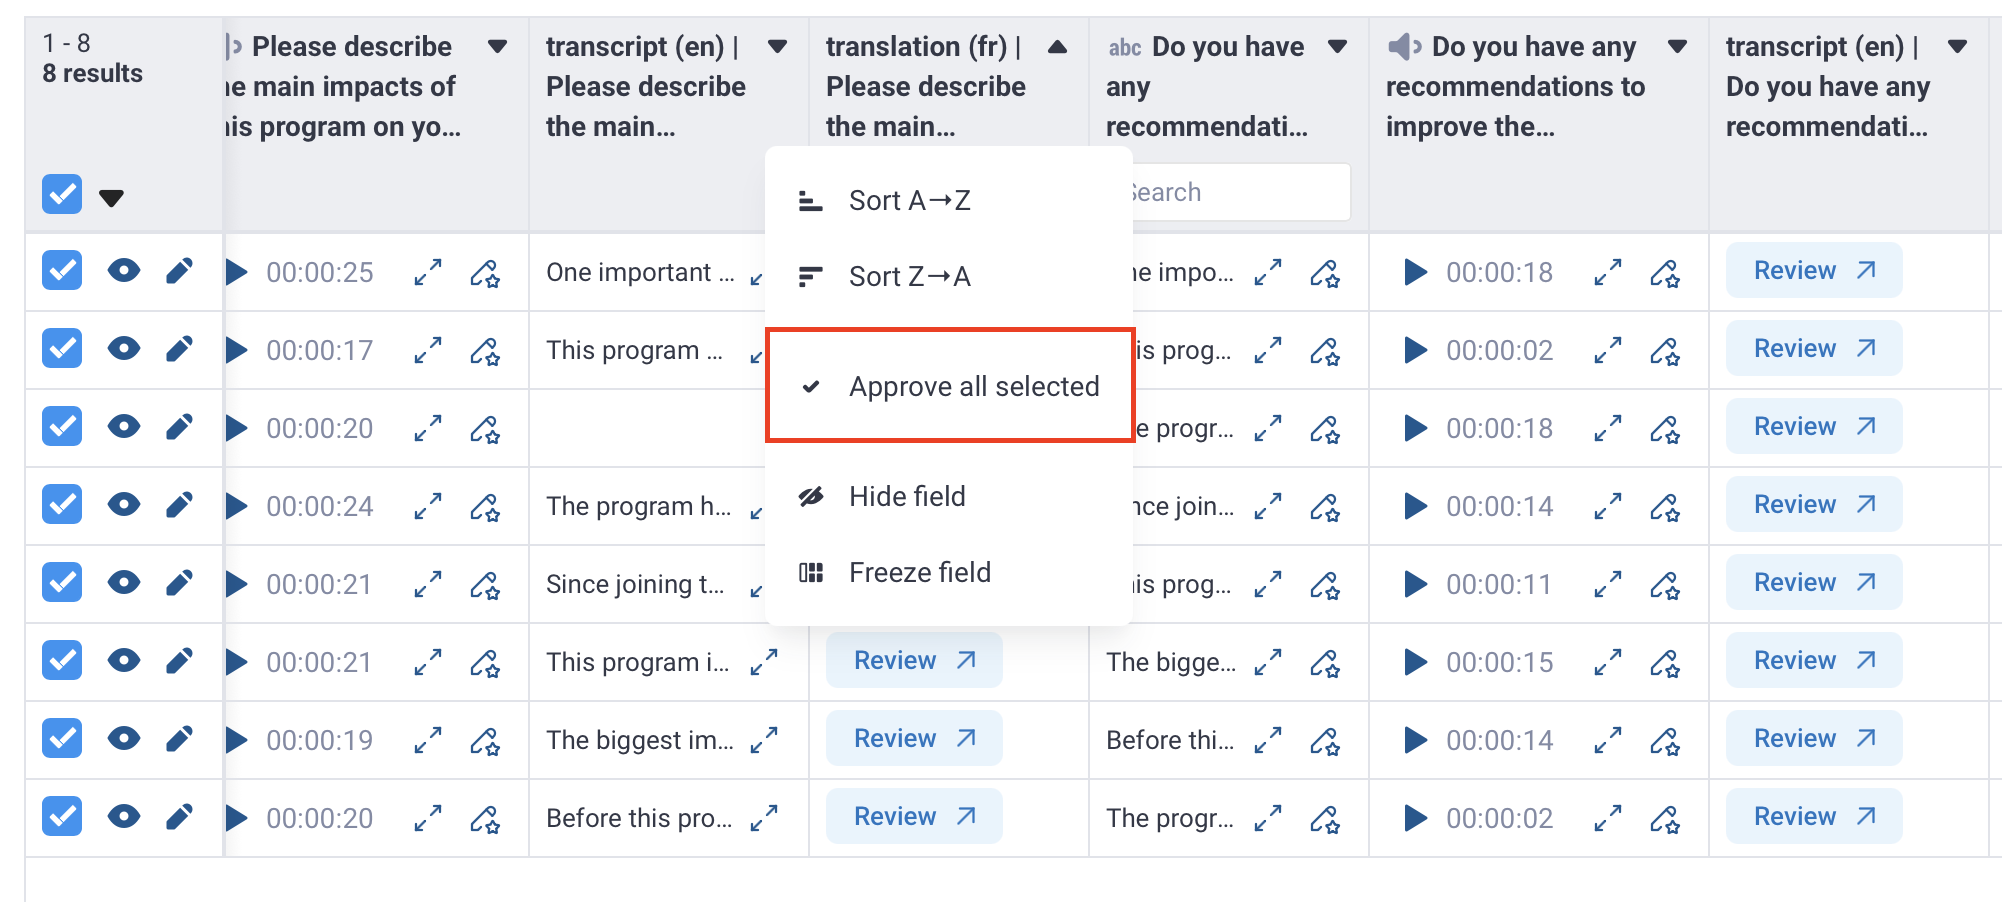 1 - 8
8 results
Please describe
he main impacts of
his program on yo...
transcript (en) |
Please describe
the main...
translation (fr) |
Please describe
the main...
abc Do you have
any
recommendati...
Do you have any
recommendations to
improve the...
transcript (en) |
Do you have any
recommendati...
Search
Sort A→Z
Sort Z→A
Approve all selected
Hide field
Freeze field
00:00:25 One important ... ne impo... 00:00:18 Review
00:00:17 This program ... is prog... 00:00:02 Review
00:00:20 e progr... 00:00:18 Review
00:00:24 The program h... nce join... 00:00:14 Review
00:00:21 Since joining t... is prog... 00:00:11 Review
00:00:21 This program i... Review The bigge... 00:00:15 Review
00:00:19 The biggest im... Review Before thi... 00:00:14 Review
00:00:20 Before this pro... Review The progr... 00:00:02 Review